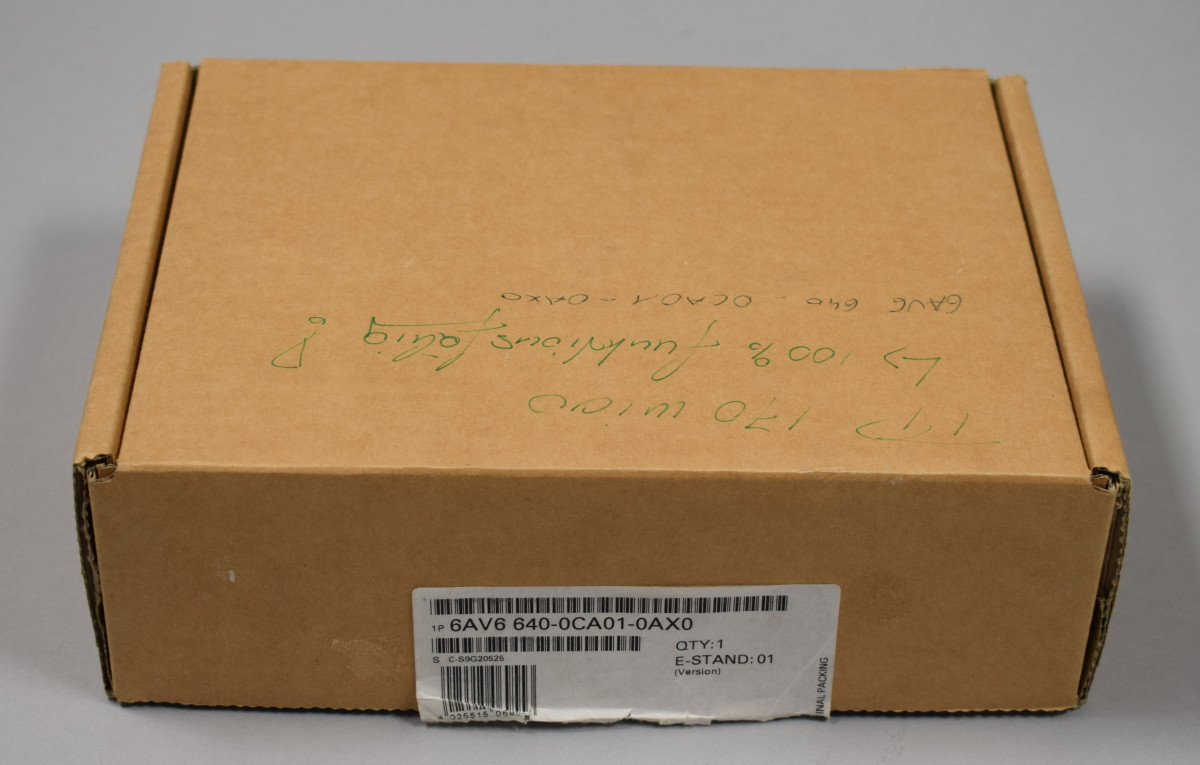 TP 170 micro
↳ 100% funktionsfähig !
6AV6 640 - 0CA01 - 0AX0
1P 6AV6 640-0CA01-0AX0
S C-S9G20525
QTY:1
E-STAND: 01
(Version)
INAL PACKING